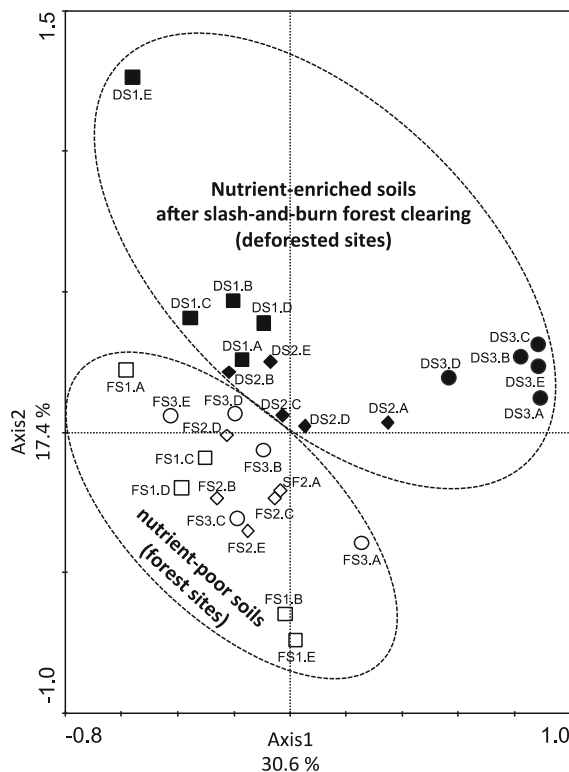 1.5
DS1.E
Nutrient-enriched soils
after slash-and-burn forest clearing
(deforested sites)
DS1.B
DS1.C
DS1.D
DS1.A
DS2.E
DS2.B
DS3.C
DS3.B
DS3.D
DS3.E
DS3.A
FS1.A
FS3.E
FS3.D
DS2.C
DS2.A
DS2.D
FS2.D
Axis2
17.4 %
FS1.C
FS3.B
FS1.D
FS2.B
SF2.A
FS2.C
FS3.C
FS2.E
FS3.A
nutrient-poor soils
(forest sites)
FS1.B
FS1.E
-1.0
-0.8
Axis1
1.0
30.6 %